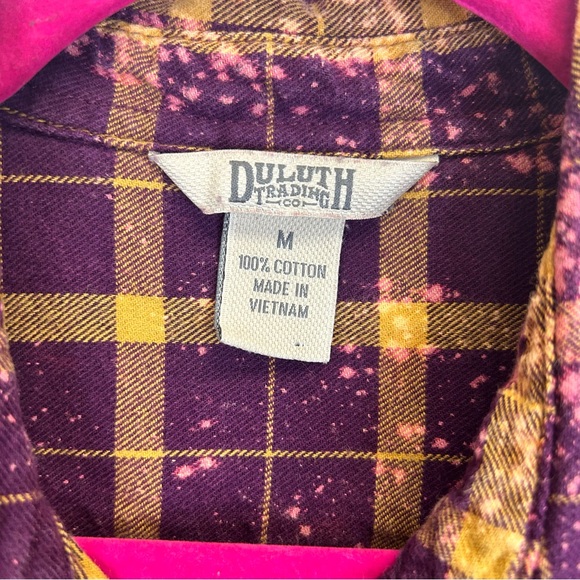 DULUTH
TRADING
CO
M
100% COTTON
MADE IN
VIETNAM